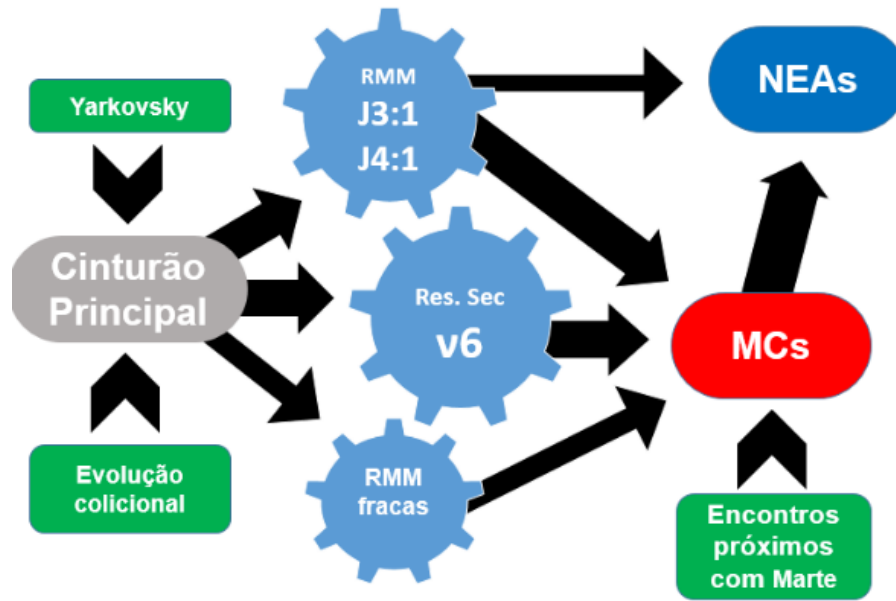 Yarkovsky
Cinturão
Principal
Evolução
colicional
RMM
J3:1
J4:1
Res. Sec
v6
RMM
fracas
NEAs
MCs
Encontros
próximos
com Marte